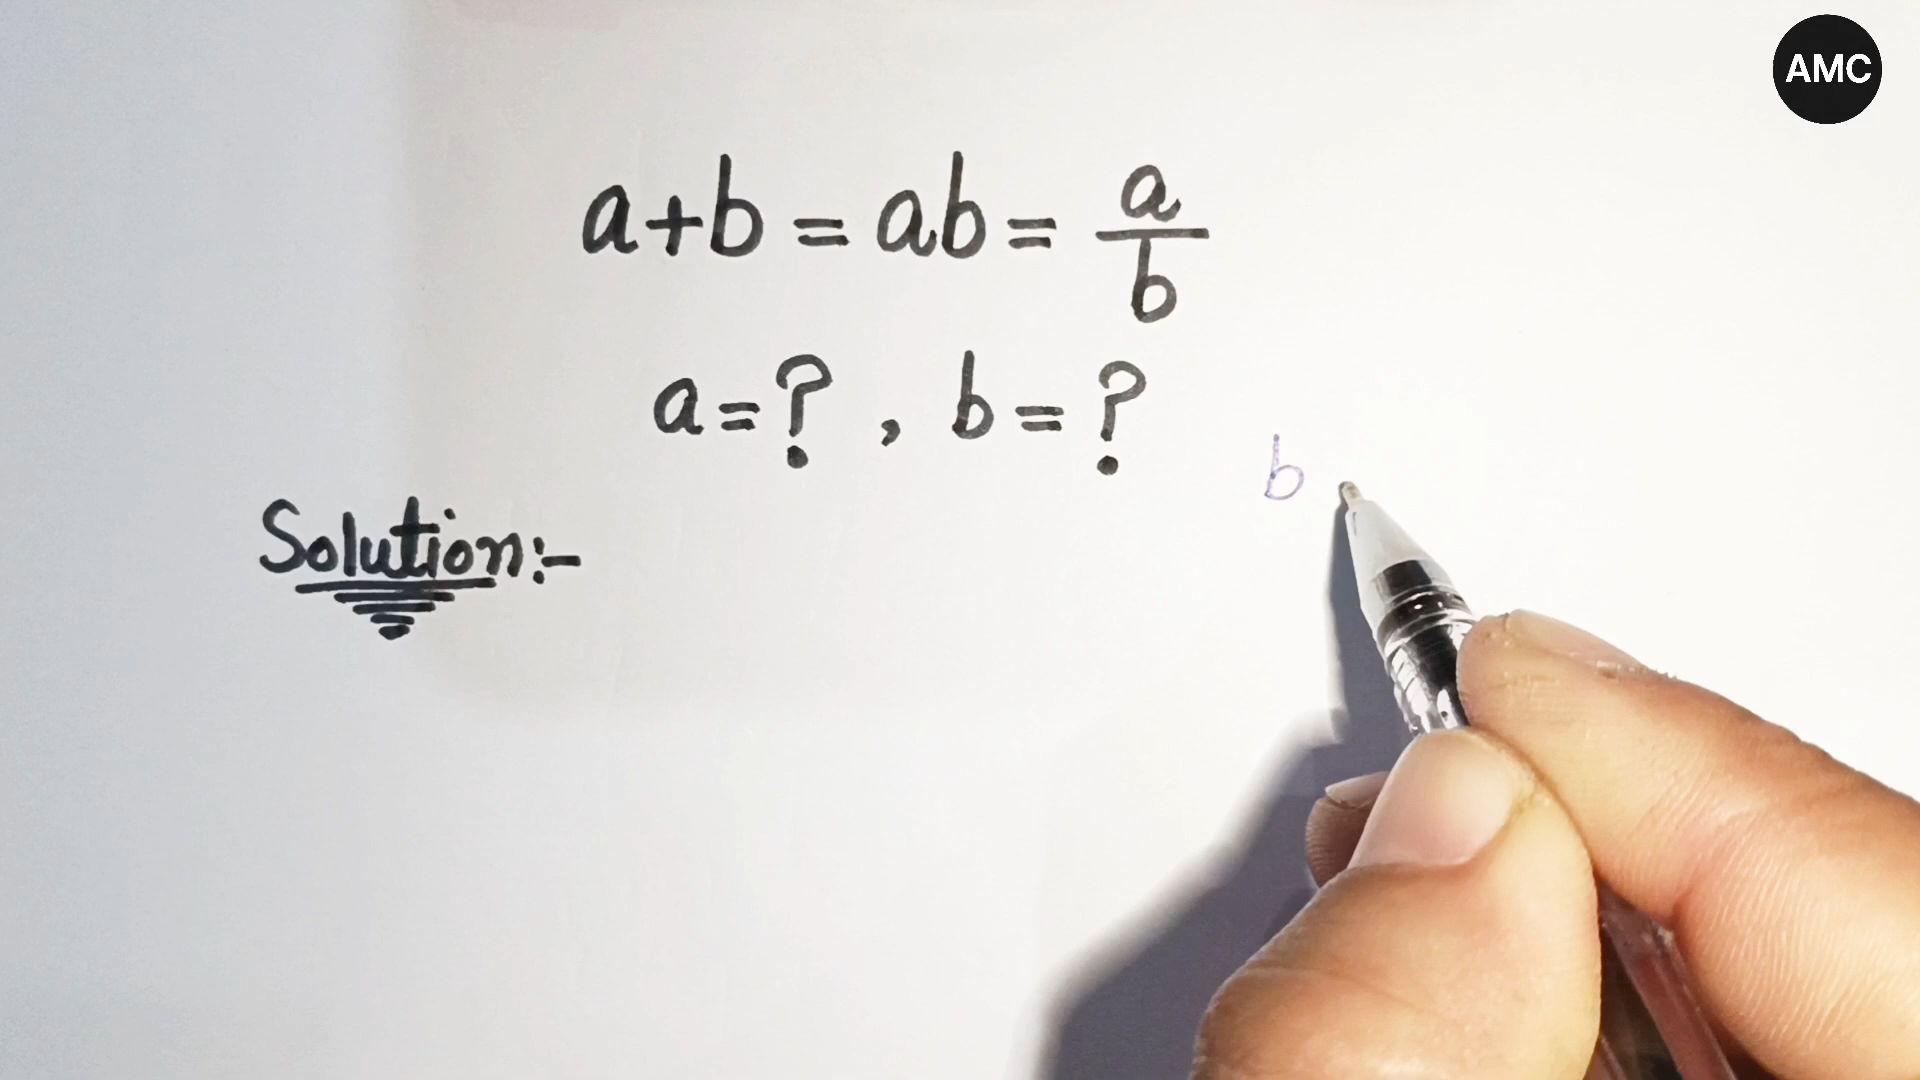 AMC
a+b = ab = a/b
a=? , b=?
b
Solution:-